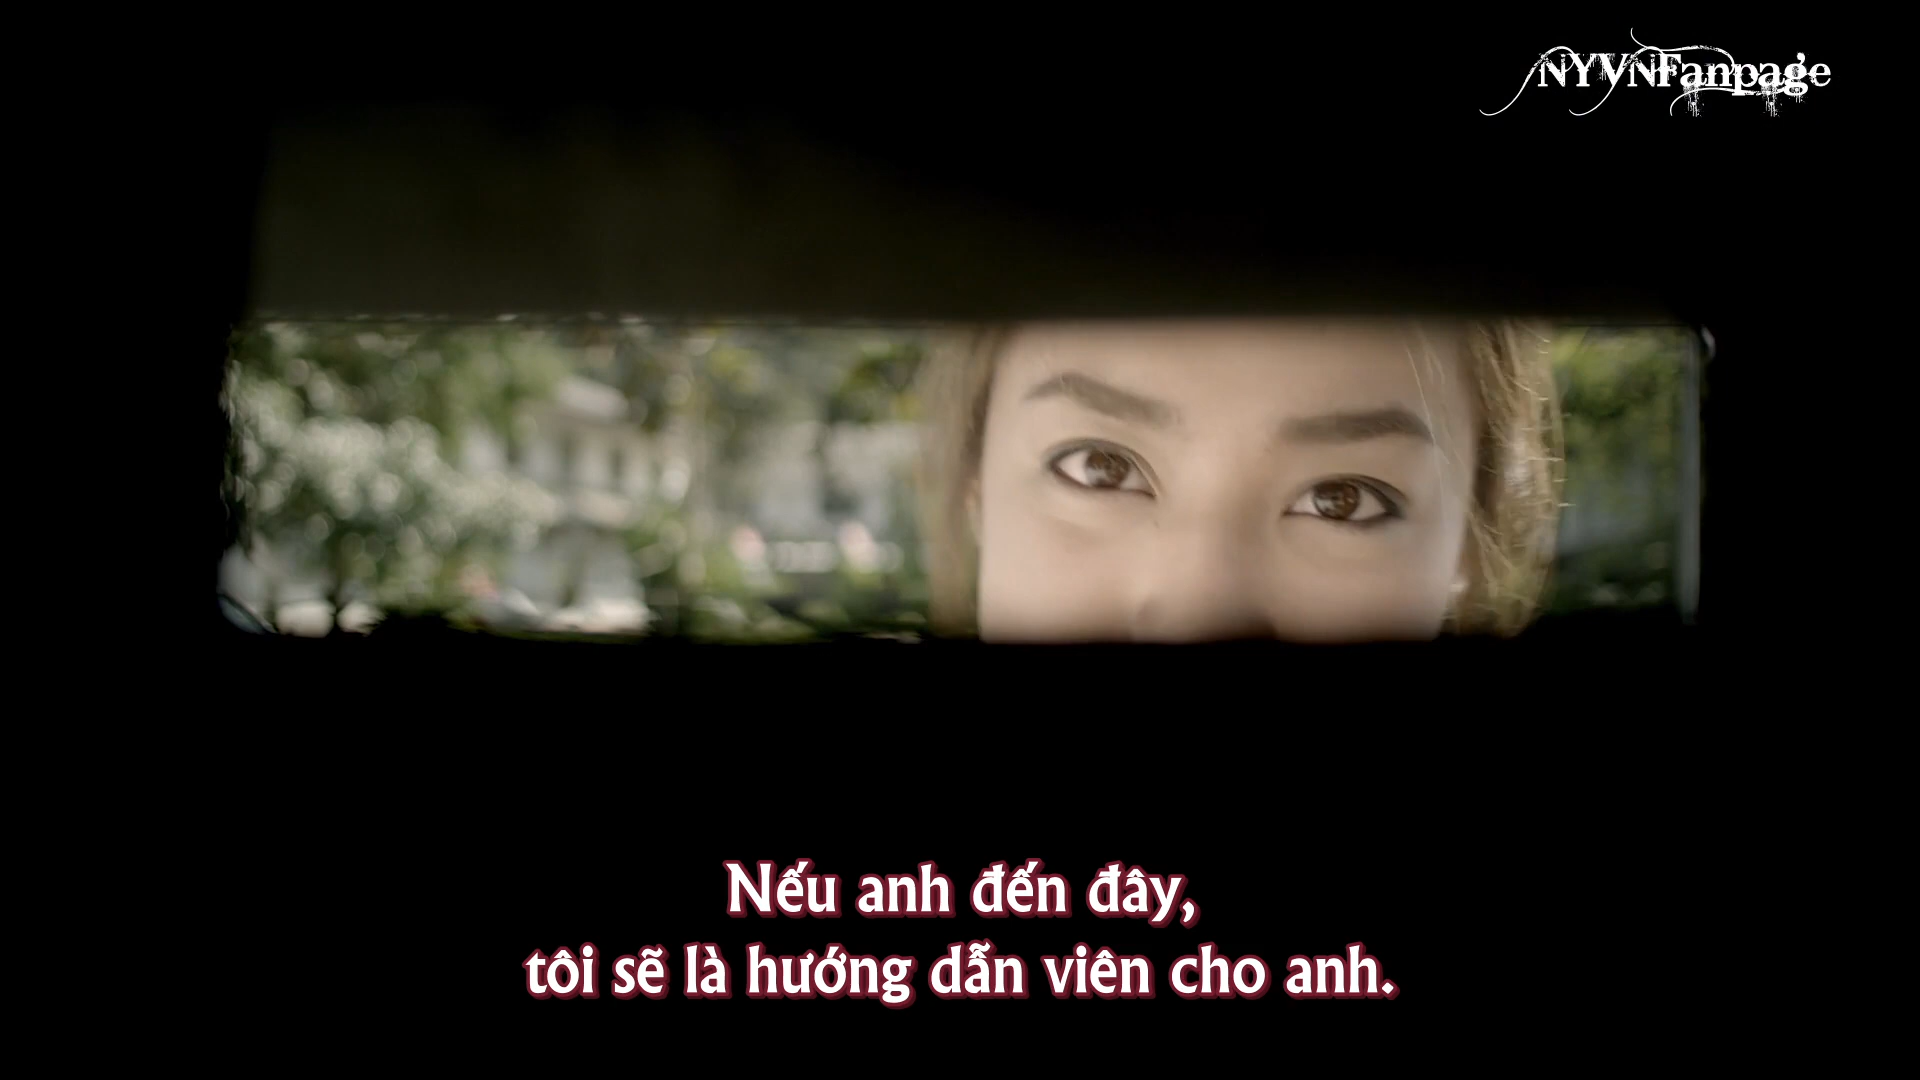 NYVNFanpage
Nếu anh đến đây,
tôi sẽ là hướng dẫn viên cho anh.